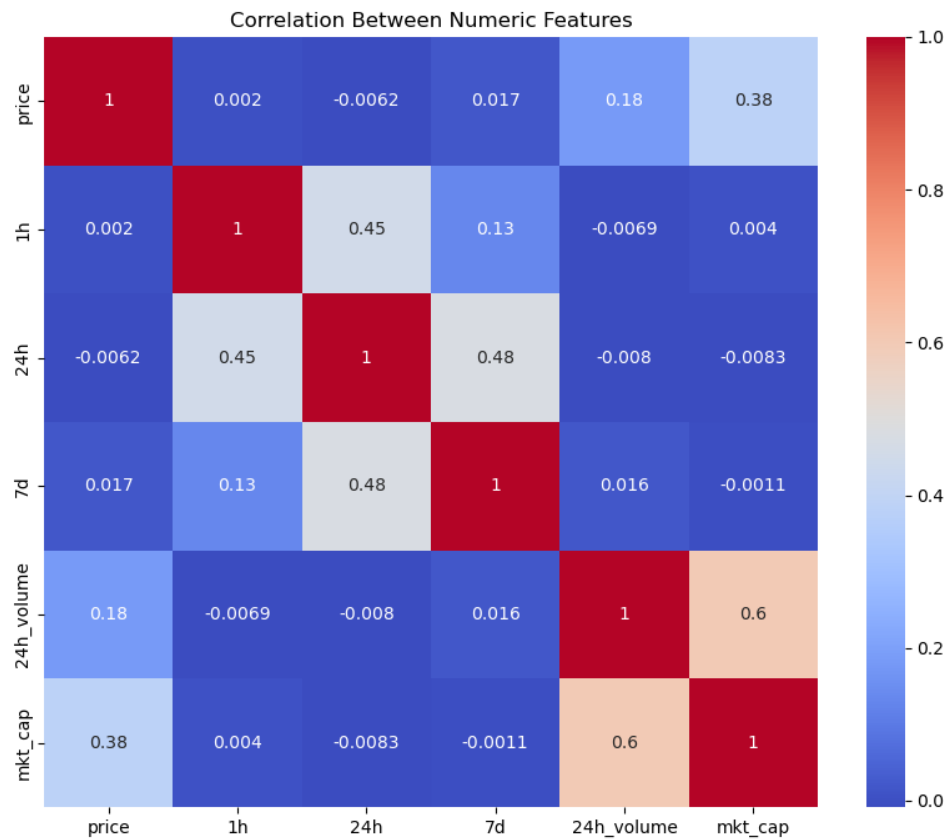 Correlation Between Numeric Features
price 1 0.002 -0.0062 0.017 0.18 0.38
1h 0.002 1 0.45 0.13 -0.0069 0.004
24h -0.0062 0.45 1 0.48 -0.008 -0.0083
7d 0.017 0.13 0.48 1 0.016 -0.0011
24h_volume 0.18 -0.0069 -0.008 0.016 1 0.6
mkt_cap 0.38 0.004 -0.0083 -0.0011 0.6 1
price 1h 24h 7d 24h_volume mkt_cap
1.0
0.8
0.6
0.4
0.2
0.0